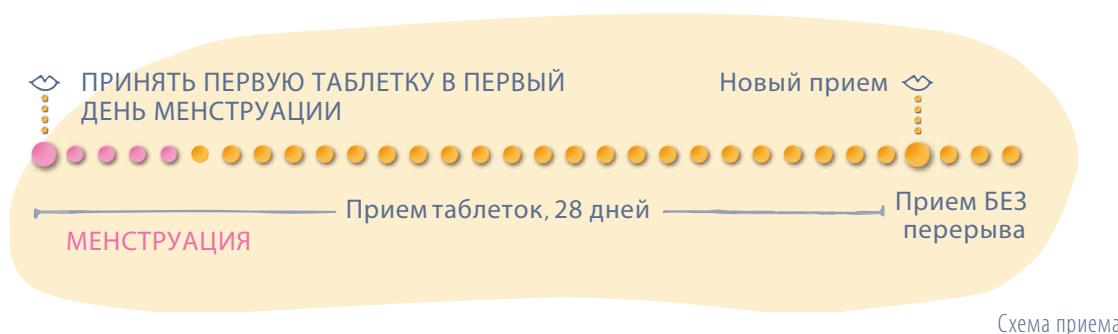 ПРИНЯТЬ ПЕРВУЮ ТАБЛЕТКУ В ПЕРВЫЙ
ДЕНЬ МЕНСТРУАЦИИ
Новый прием
Прием таблеток, 28 дней
Прием БЕЗ
перерыва
МЕНСТРУАЦИЯ
Схема приема